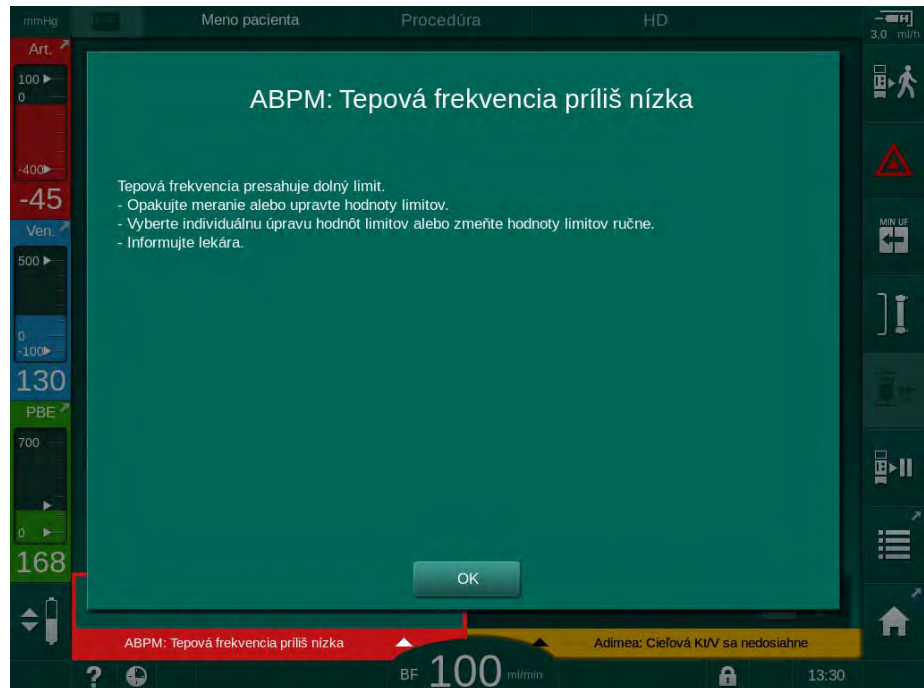 mmHg
Meno pacienta
Procedúra
HD
3,0 ml/h
Art.
100
0
-400
-45
Ven.
500
0
-100
130
PBE
700
0
168
ABPM: Tepová frekvencia príliš nízka
Tepová frekvencia presahuje dolný limit.
- Opakujte meranie alebo upravte hodnoty limitov.
- Vyberte individuálnu úpravu hodnôt limitov alebo zmeňte hodnoty limitov ručne.
- Informujte lekára.
OK
MIN UF
ABPM: Tepová frekvencia príliš nízka
Adimea: Cieľová Kt/V sa nedosiahne
?
BF 100 ml/min
13:30